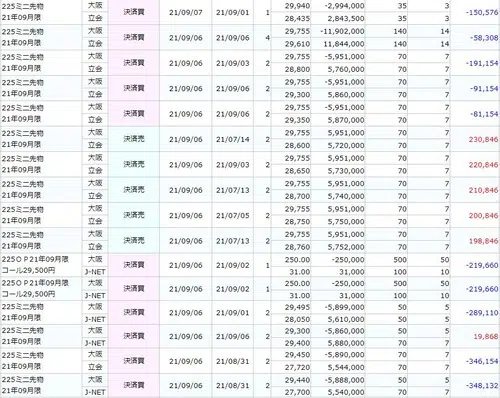 225ミニ先物 大阪 決済買 21/09/07 21/09/01 1 29,940 -2,994,000 35 3 -150,576
21年09月限 立会 28,435 2,843,500 35 3
225ミニ先物 大阪 決済買 21/09/06 21/09/06 4 29,755 -11,902,000 140 14 -58,308
21年09月限 立会 29,610 11,844,000 140 14
225ミニ先物 大阪 決済買 21/09/06 21/09/03 2 29,755 -5,951,000 70 7 -191,154
21年09月限 立会 28,800 5,760,000 70 7
225ミニ先物 大阪 決済買 21/09/06 21/09/06 2 29,755 -5,951,000 70 7 -91,154
21年09月限 立会 29,300 5,860,000 70 7
225ミニ先物 大阪 決済買 21/09/06 21/09/06 2 29,755 -5,951,000 70 7 -81,154
21年09月限 立会 29,350 5,870,000 70 7
225ミニ先物 大阪 決済売 21/09/06 21/07/14 2 29,755 5,951,000 70 7 230,846
21年09月限 立会 28,600 5,720,000 70 7
225ミニ先物 大阪 決済売 21/09/06 21/09/03 2 29,755 5,951,000 70 7 220,846
21年09月限 立会 28,650 5,730,000 70 7
225ミニ先物 大阪 決済売 21/09/06 21/07/13 2 29,755 5,951,000 70 7 210,846
21年09月限 立会 28,700 5,740,000 70 7
225ミニ先物 大阪 決済売 21/09/06 21/07/05 2 29,755 5,951,000 70 7 200,846
21年09月限 立会 28,750 5,750,000 70 7
225ミニ先物 大阪 決済売 21/09/06 21/07/13 2 29,755 5,951,000 70 7 198,846
21年09月限 立会 28,760 5,752,000 70 7
225ＯＰ21年09月限 大阪 決済買 21/09/06 21/09/02 1 250.00 -250,000 500 50 -219,660
コール29,500円 J-NET 31.00 31,000 100 10
225ＯＰ21年09月限 大阪 決済買 21/09/06 21/09/02 1 250.00 -250,000 500 50 -219,660
コール29,500円 J-NET 31.00 31,000 100 10
225ミニ先物 大阪 決済買 21/09/06 21/09/01 2 29,495 -5,899,000 50 5 -289,110
21年09月限 J-NET 28,050 5,610,000 50 5
225ミニ先物 大阪 決済買 21/09/06 21/09/02 2 29,300 -5,860,000 50 5 19,868
21年09月限 J-NET 29,400 5,880,000 70 7
225ミニ先物 大阪 決済買 21/09/06 21/08/31 2 29,450 -5,890,000 70 7 -346,154
21年09月限 立会 27,720 5,544,000 70 7
225ミニ先物 大阪 決済買 21/09/06 21/08/31 2 29,440 -5,888,000 50 5 -348,132
21年09月限 J-NET 27,700 5,540,000 70 7